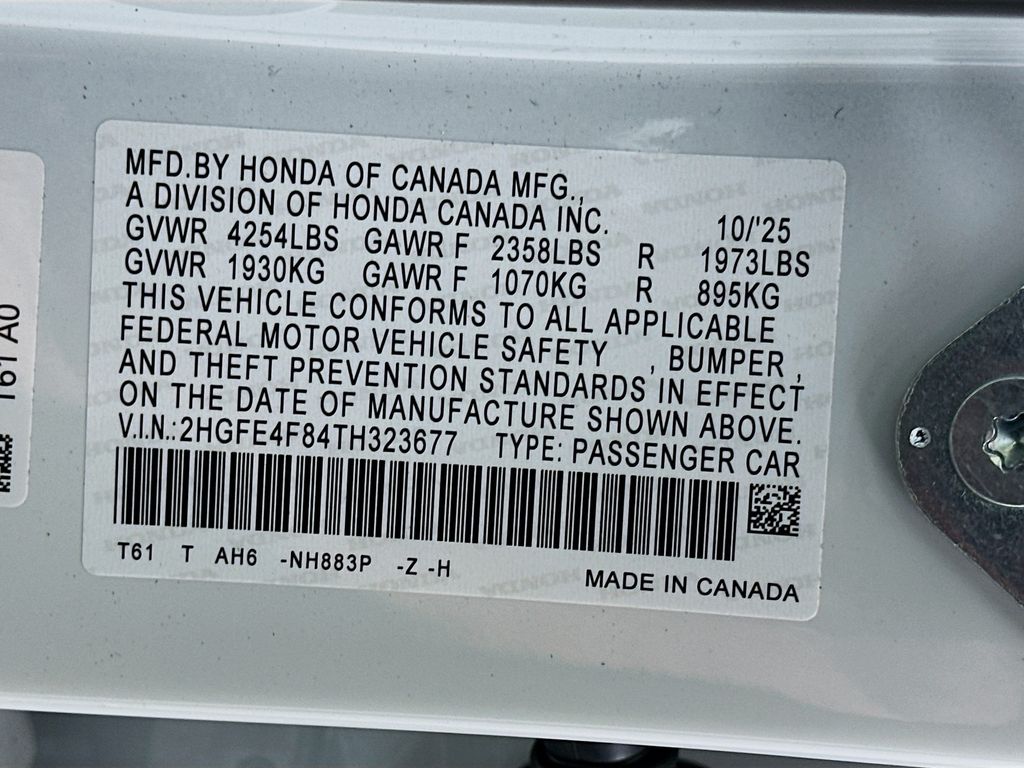 MFD.BY HONDA OF CANADA MFG.,
A DIVISION OF HONDA CANADA INC. 10/'25
GVWR 4254LBS GAWR F 2358LBS R 1973LBS
GVWR 1930KG GAWR F 1070KG R 895KG
THIS VEHICLE CONFORMS TO ALL APPLICABLE
FEDERAL MOTOR VEHICLE SAFETY , BUMPER ,
AND THEFT PREVENTION STANDARDS IN EFFECT
ON THE DATE OF MANUFACTURE SHOWN ABOVE.
V.I.N.: 2HGFE4F84TH323677 TYPE: PASSENGER CAR
T61 T AH6 -NH883P -Z -H
MADE IN CANADA